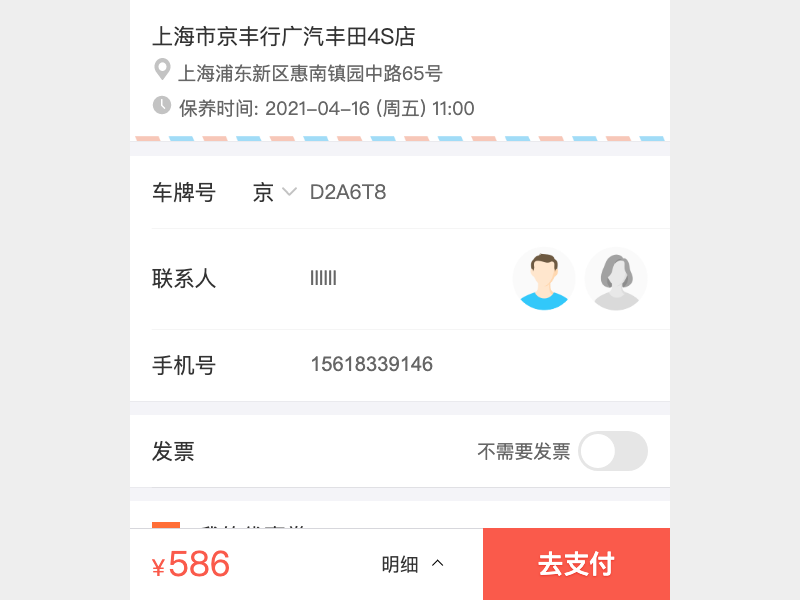 上海市京丰行广汽丰田4S店
上海浦东新区惠南镇园中路65号
保养时间: 2021-04-16 (周五) 11:00
车牌号 京 D2A6T8
联系人 llllll
手机号 15618339146
发票 不需要发票
¥586 明细 去支付